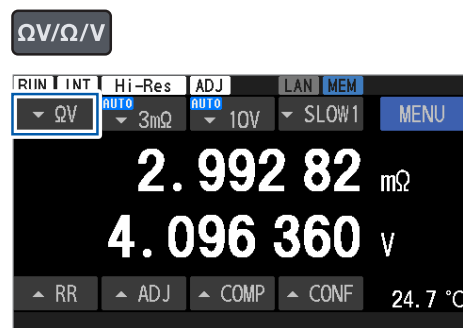 ΩV/Ω/V
RUN INT Hi-Res ADJ LAN MEM
ΩV AUTO 3mΩ AUTO 10V SLOW1 MENU
2.992 82 mΩ
4.096 360 V
RR ADJ COMP CONF 24.7 °C